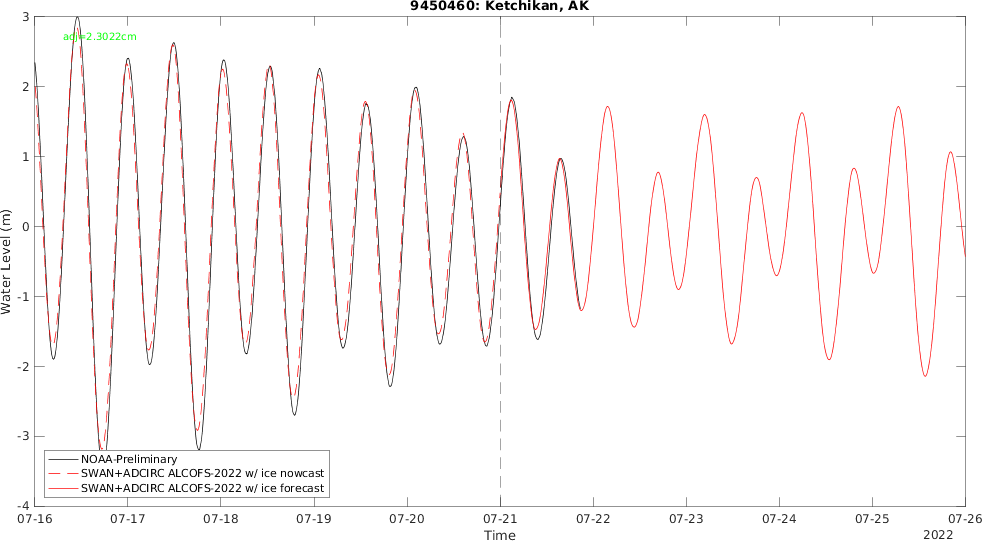 9450460: Ketchikan, AK
adj=2.3022cm
Water Level (m)
3
2
1
0
-1
-2
-3
-4
NOAA-Preliminary
SWAN+ADCIRC ALCOFS-2022 w/ ice nowcast
SWAN+ADCIRC ALCOFS-2022 w/ ice forecast
07-16 07-17 07-18 07-19 07-20 07-21 07-22 07-23 07-24 07-25 07-26
Time
2022